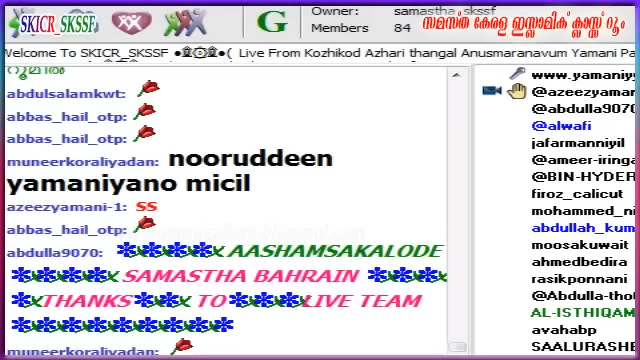 SKICR_SKSSF
Owner: samastha_skssf
Members 84
സമസ്ത കേരള ഇസ്ലാമിക് ക്ലാസ്സ് റൂം
Welcome To SKICR_SKSSF Live From Kozhikod Azhari thangal Anusmaranavum Yamani Pa
abdulsalamkwt:
abbas_hail_otp:
abbas_hail_otp:
muneerkoraliyadan: nooruddeen
yamaniyano micil
azeezyamani-1: ss
abbas_hail_otp:
abdulla9070: AASHAMSAKALODE
SAMASTHA BAHRAIN
THANKS TO LIVE TEAM
muneerkoraliyadan:
www.yamaniy
@azeezyamar
@abdulla9070
@alwafi
jafarmanniyil
@ameer-iringa
@BIN-HYDER
firoz_calicut
mohammed_ni
abdullah_kum
moosakuwait
ahmedbedira
rasikponnani
@Abdulla-thol
AL-ISTHIQAM
avahabp
SAALURASHE